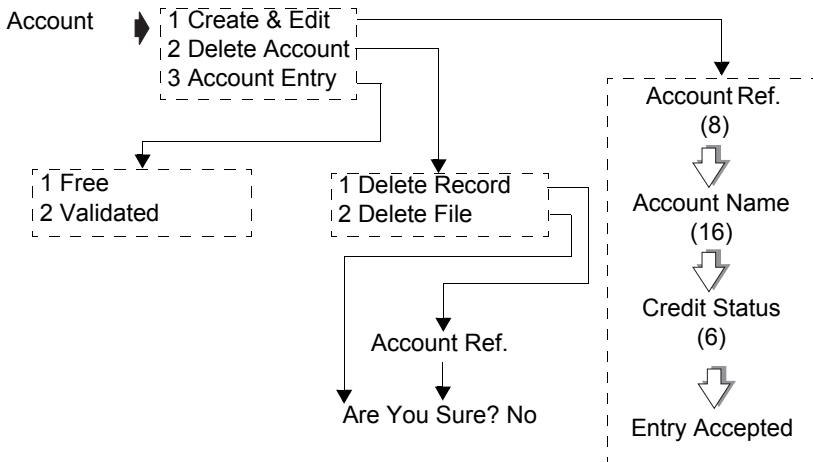 Account
1 Create & Edit
2 Delete Account
3 Account Entry
1 Free
2 Validated
1 Delete Record
2 Delete File
Account Ref.
Are You Sure? No
Account Ref.
(8)
Account Name
(16)
Credit Status
(6)
Entry Accepted